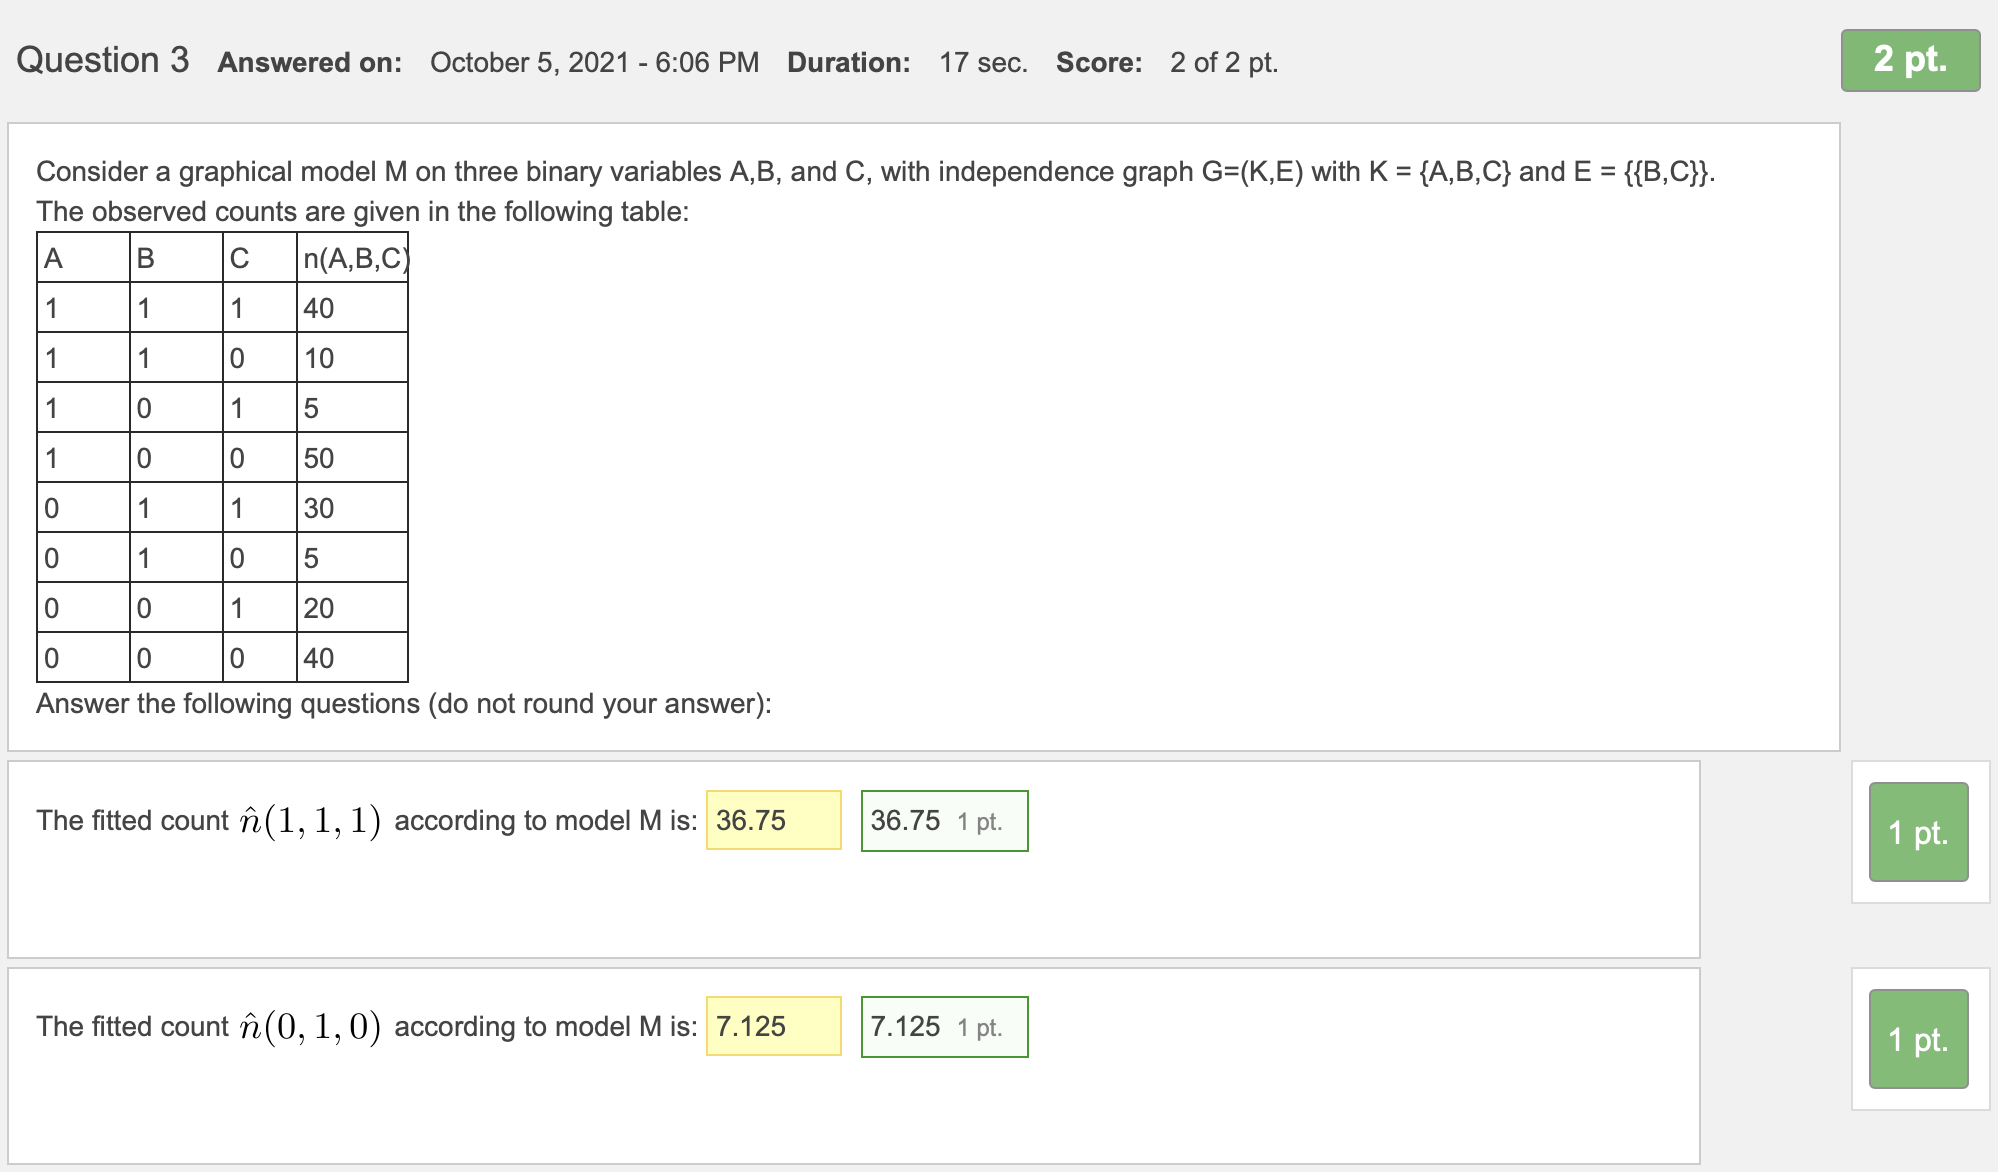 Question 3 Answered on: October 5, 2021 - 6:06 PM Duration: 17 sec. Score: 2 of 2 pt. 2 pt.
Consider a graphical model M on three binary variables A,B, and C, with independence graph G=(K,E) with K = {A,B,C} and E = {{B,C}}.
The observed counts are given in the following table:
A B C n(A,B,C)
1 1 1 40
1 1 0 10
1 0 1 5
1 0 0 50
0 1 1 30
0 1 0 5
0 0 1 20
0 0 0 40
Answer the following questions (do not round your answer):
The fitted count n̂(1, 1, 1) according to model M is: 36.75 36.75 1 pt. 1 pt.
The fitted count n̂(0, 1, 0) according to model M is: 7.125 7.125 1 pt. 1 pt.